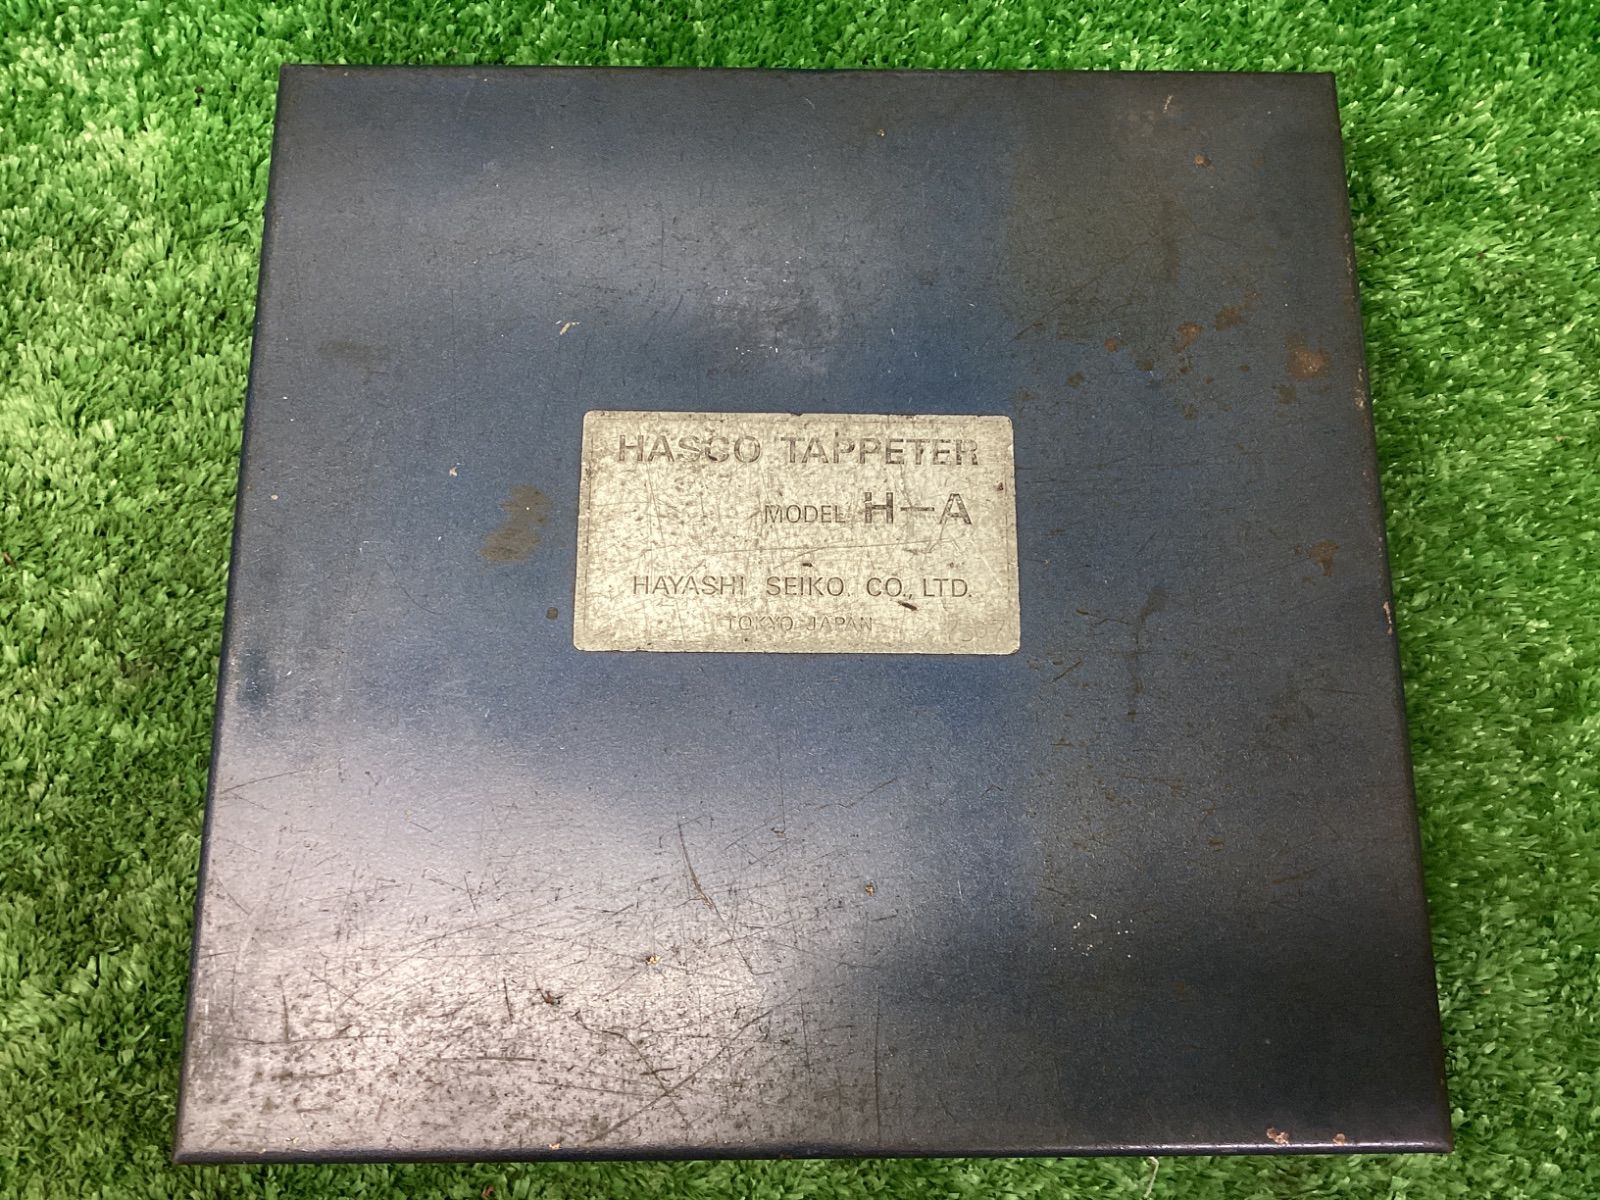 HASCO TAPPETER
MODEL H-A
HAYASHI SEIKO. CO., LTD.
TOKYO. JAPAN